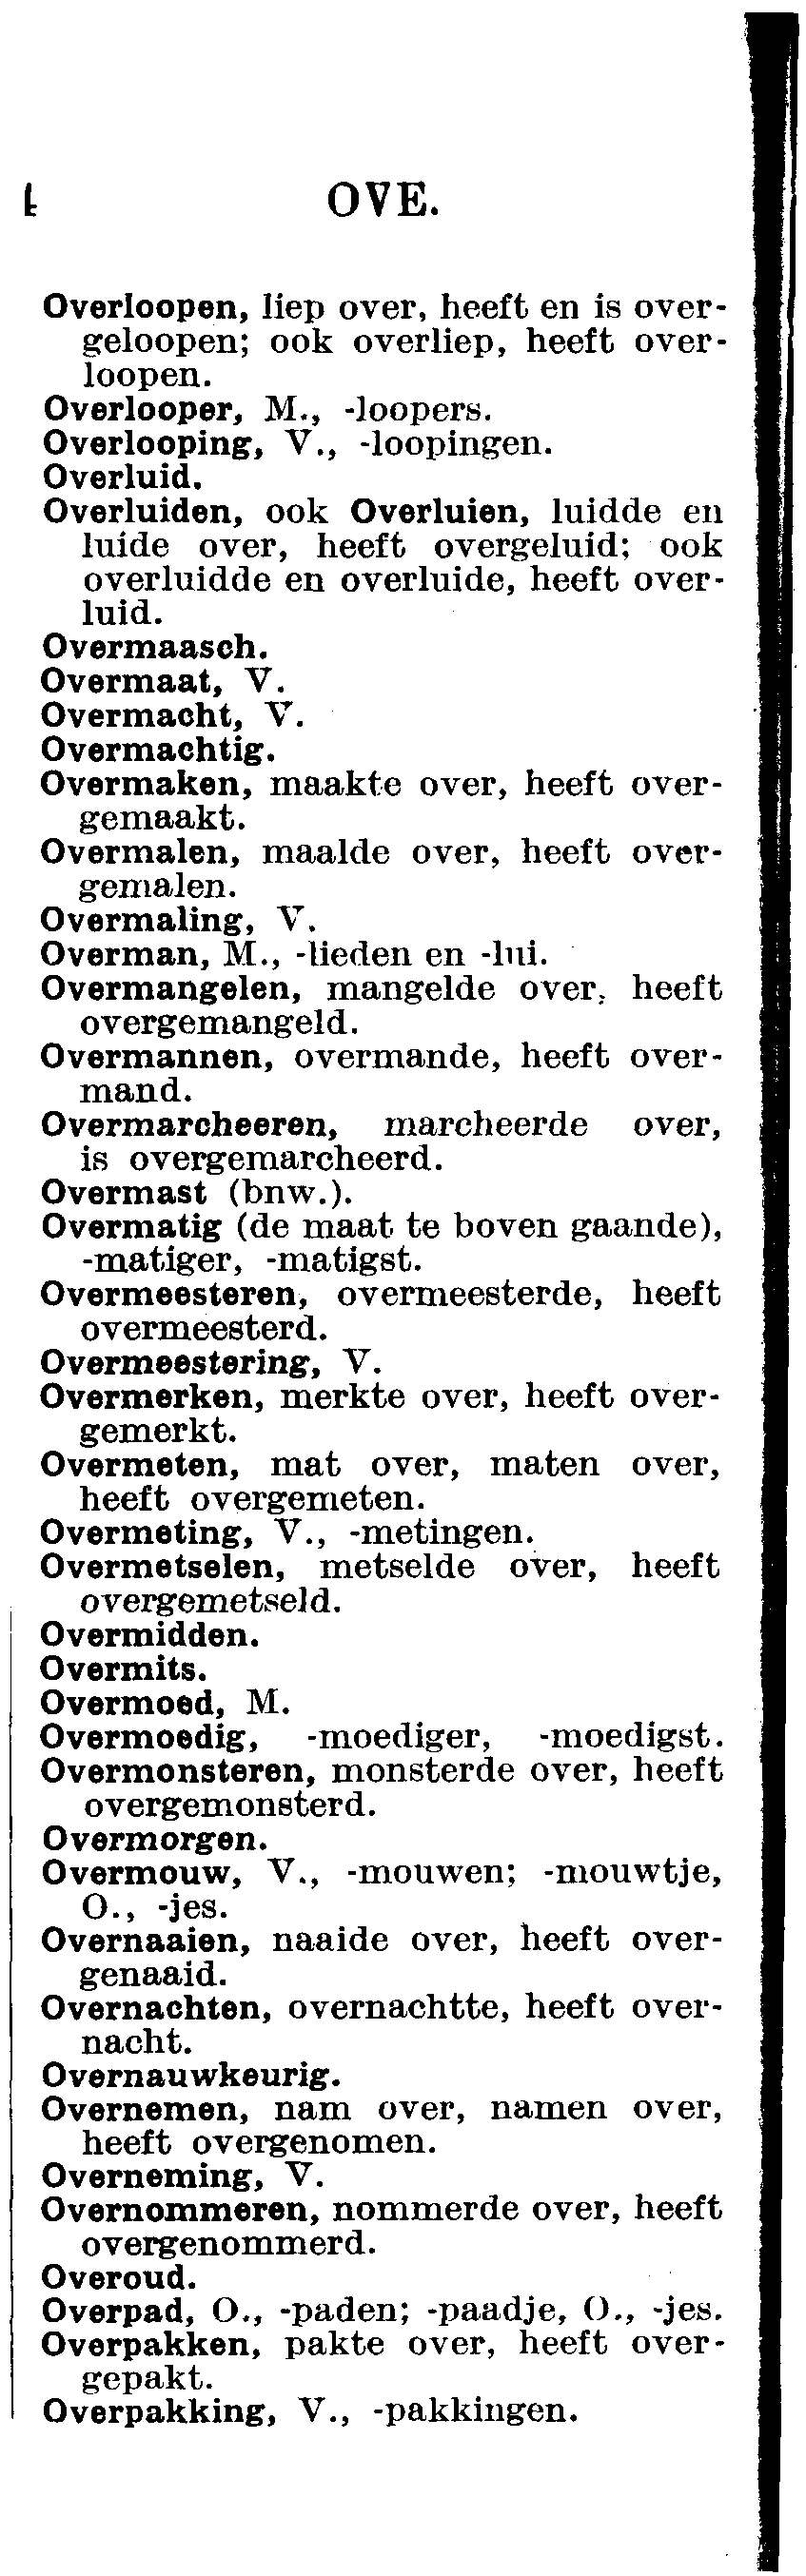 OVE.
Overloopen, liep over, heeft en is over-
geloopen; ook overliep, heeft over-
loopen.
Overlooper, M., -loopers.
Overlooping, V., -loopingen.
Overluid.
Overluiden, ook Overluien, luidde en
luide over, heeft overgeluid; ook
overluidde en overluide, heeft over-
luid.
Overmaasch.
Overmaat, V.
Overmacht, V.
Overmachtig.
Overmaken, maakte over, heeft over-
gemaakt.
Overmalen, maalde over, heeft over-
gemalen.
Overmaling, V.
Overman, M., -lieden en -lui.
Overmangelen, mangelde over, heeft
overgemangeld.
Overmannen, overmande, heeft over-
mand.
Overmarcheeren, marcheerde over,
is overgemarcheerd.
Overmast (bnw.).
Overmatig (de maat te boven gaande),
-matiger, -matigst.
Overmeesteren, overmeesterde, heeft
overmeesterd.
Overmeestering, V.
Overmerken, merkte over, heeft over-
gemerkt.
Overmeten, mat over, maten over,
heeft overgemeten.
Overmeting, V., -metingen.
Overmetselen, metselde over, heeft
overgemetseld.
Overmidden.
Overmits.
Overmoed, M.
Overmoedig, -moediger, -moedigst.
Overmonsteren, monsterde over, heeft
overgemonsterd.
Overmorgen.
Overmouw, V., -mouwen; -mouwtje,
O., -jes.
Overnaaien, naaide over, heeft over-
genaaid.
Overnachten, overnachtte, heeft over-
nacht.
Overnauwkeurig.
Overnemen, nam over, namen over,
heeft overgenomen.
Overneming, V.
Overnommeren, nommerde over, heeft
overgenommerd.
Overoud.
Overpad, O., -paden; -paadje, O., -jes.
Overpakken, pakte over, heeft over-
gepakt.
Overpakking, V., -pakkingen.